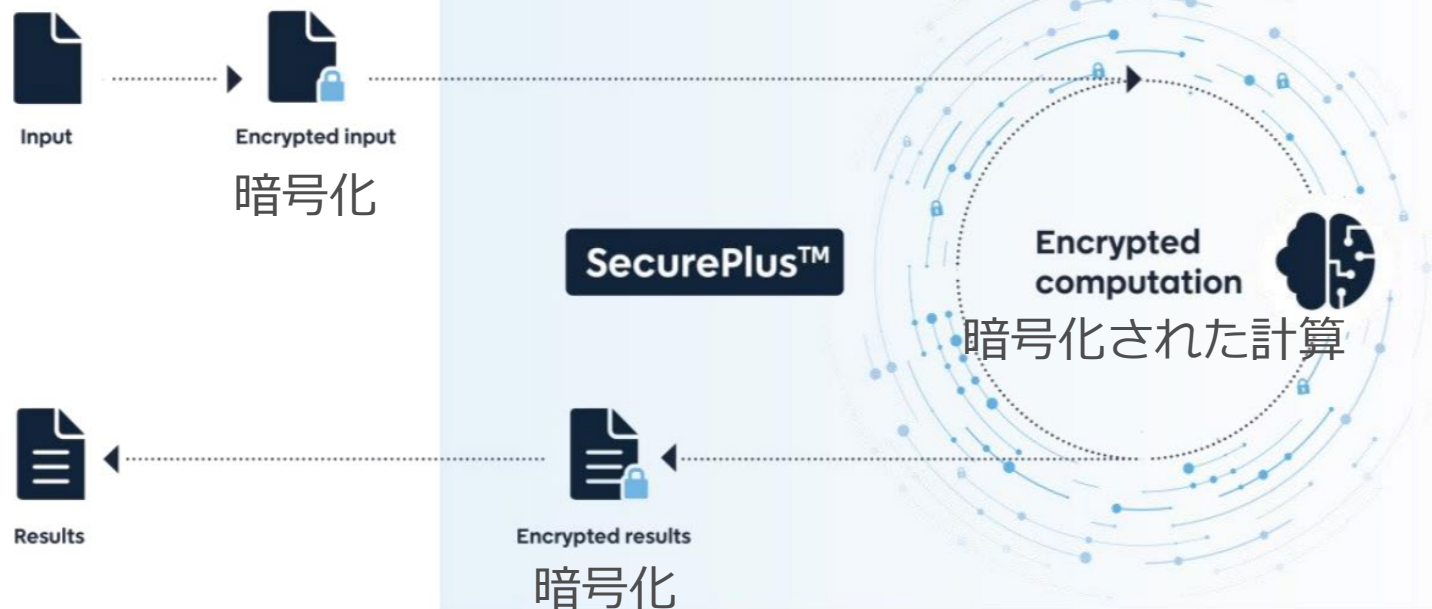 Input
Encrypted input
暗号化
SecurePlus™
Encrypted
computation
暗号化された計算
Results
Encrypted results
暗号化